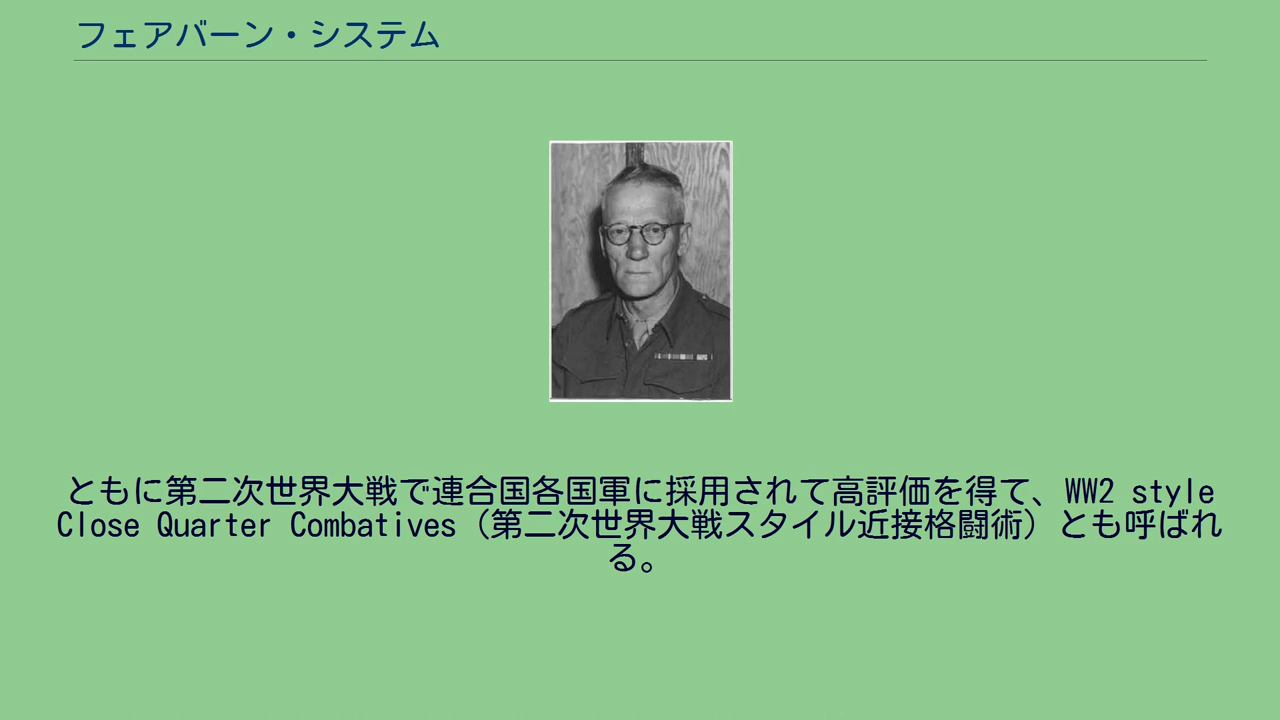 フェアバーン・システム
ともに第二次世界大戦で連合国各国軍に採用されて高評価を得て、WW2 style
Close Quarter Combatives（第二次世界大戦スタイル近接格闘術）とも呼ばれ
る。